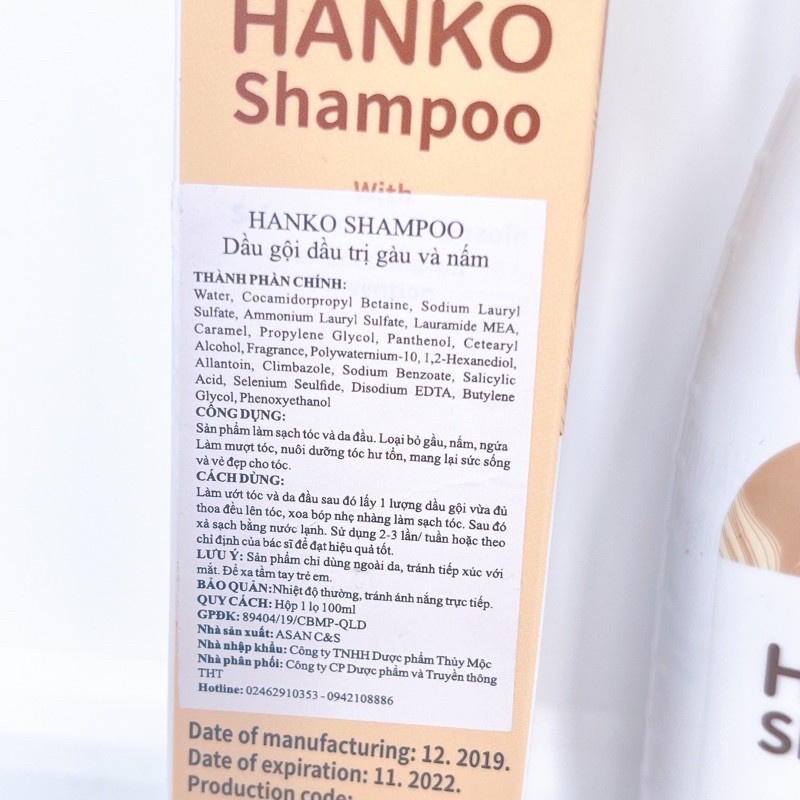 HANKO
Shampoo
With
HANKO SHAMPOO
Dầu gội dầu trị gàu và nấm
THÀNH PHẦN CHÍNH:
Water, Cocamidorpropyl Betaine, Sodium Lauryl
Sulfate, Ammonium Lauryl Sulfate, Lauramide MEA,
Caramel, Propylene Glycol, Panthenol, Cetearyl
Alcohol, Fragrance, Polywaternium-10, 1,2-Hexanediol,
Allantoin, Climbazole, Sodium Benzoate, Salicylic
Acid, Selenium Seulfide, Disodium EDTA, Butylene
Glycol, Phenoxyethanol
CÔNG DỤNG:
Sản phẩm làm sạch tóc và da đầu. Loại bỏ gầu, nấm, ngứa
Làm mượt tóc, nuôi dưỡng tóc hư tổn, mang lại sức sống
và vẻ đẹp cho tóc.
CÁCH DÙNG:
Làm ướt tóc và da đầu sau đó lấy 1 lượng dầu gội vừa đủ
thoa đều lên tóc, xoa bóp nhẹ nhàng làm sạch tóc. Sau đó
xả sạch bằng nước lạnh. Sử dụng 2-3 lần/ tuần hoặc theo
chỉ định của bác sĩ để đạt hiệu quả tốt.
LƯU Ý: Sản phẩm chỉ dùng ngoài da, tránh tiếp xúc với
mắt. Để xa tầm tay trẻ em.
BẢO QUẢN:Nhiệt độ thường, tránh ánh nắng trực tiếp.
QUY CÁCH: Hộp 1 lọ 100ml
GPĐK: 89404/19/CBMP-QLD
Nhà sản xuất: ASAN C&S
Nhà nhập khẩu: Công ty TNHH Dược phẩm Thủy Mộc
Nhà phân phối: Công ty CP Dược phẩm và Truyền thông
THT
Hotline: 02462910353 - 0942108886
Date of manufacturing: 12. 2019.
Date of expiration: 11. 2022.
Production code: